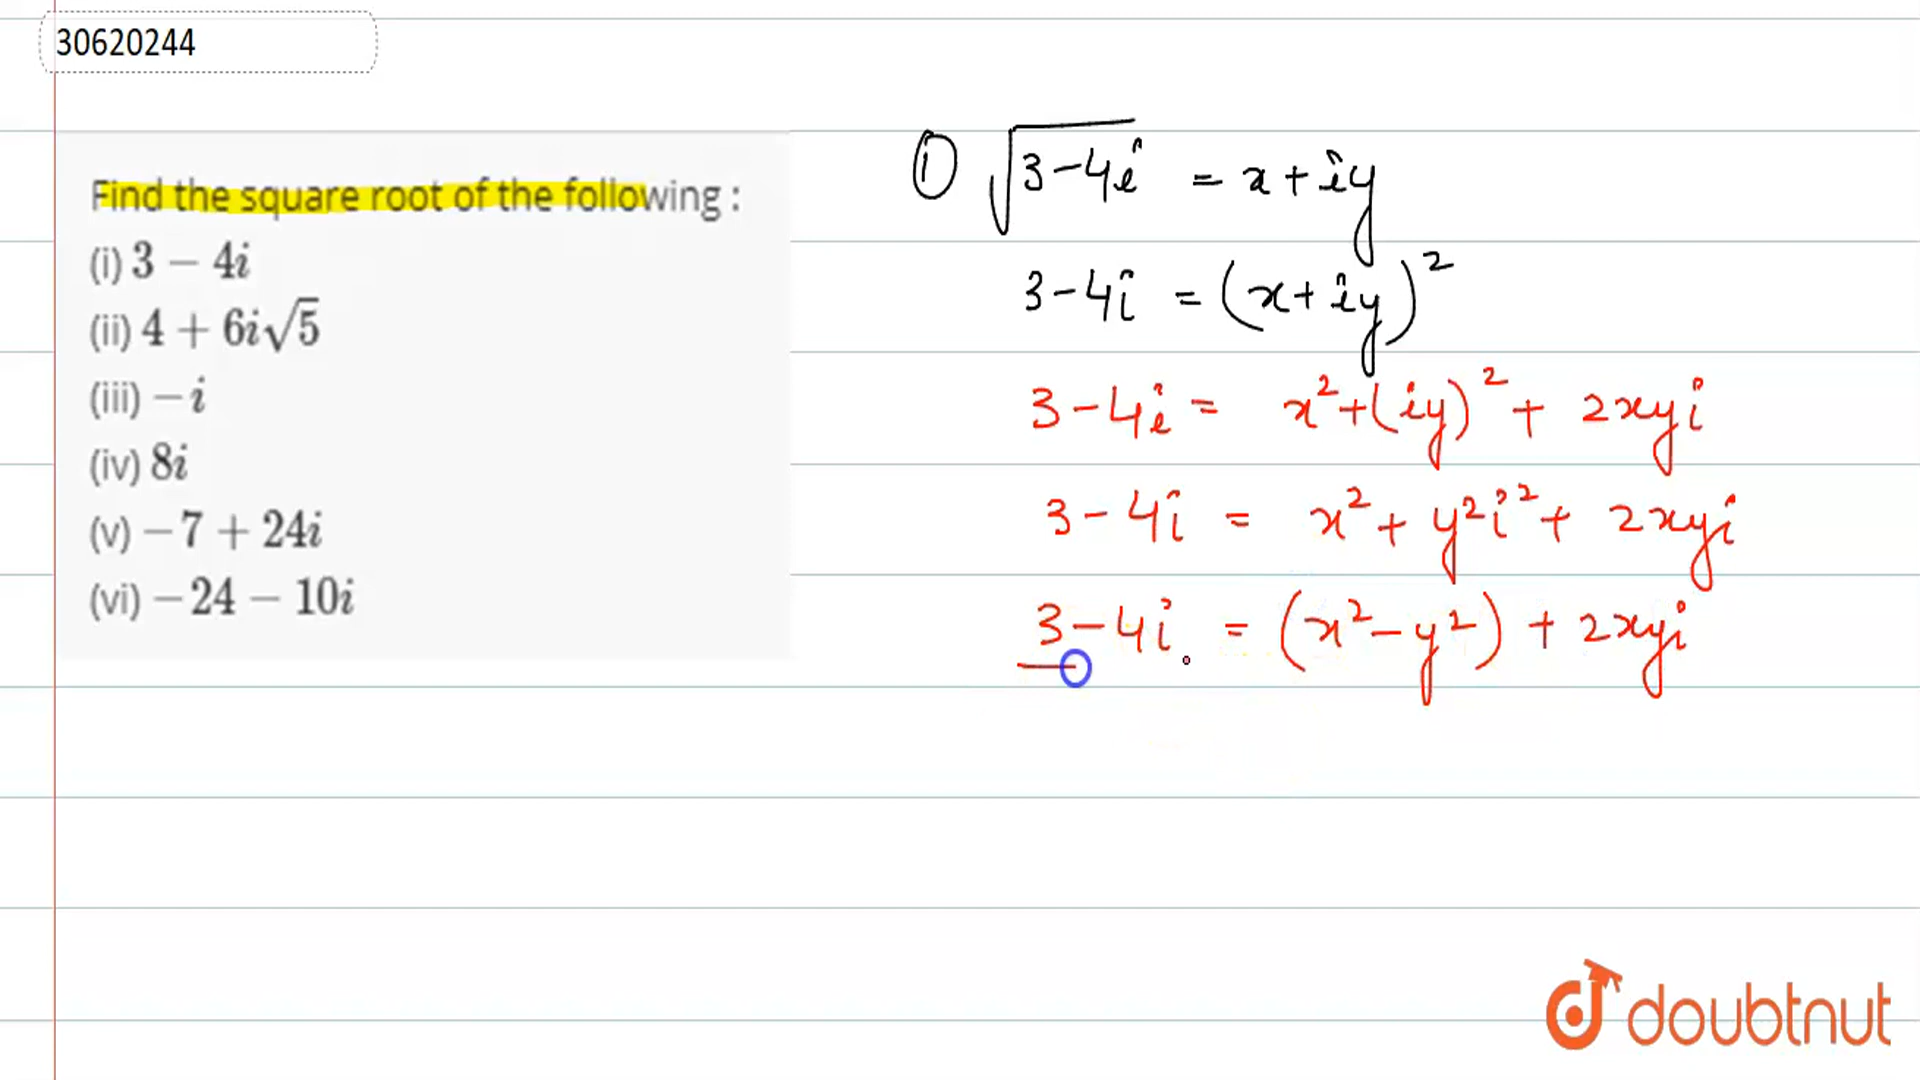 30620244
Find the square root of the following :
(i) 3 − 4i
(ii) 4 + 6i√5
(iii) −i
(iv) 8i
(v) −7 + 24i
(vi) −24 − 10i
(i) √3−4i = x+iy
3−4i = (x+iy)²
3−4i = x²+(iy)² + 2xyi
3−4i = x²+ y²i²+ 2xyi
3−4i = (x²−y²) + 2xyi
doubtnut